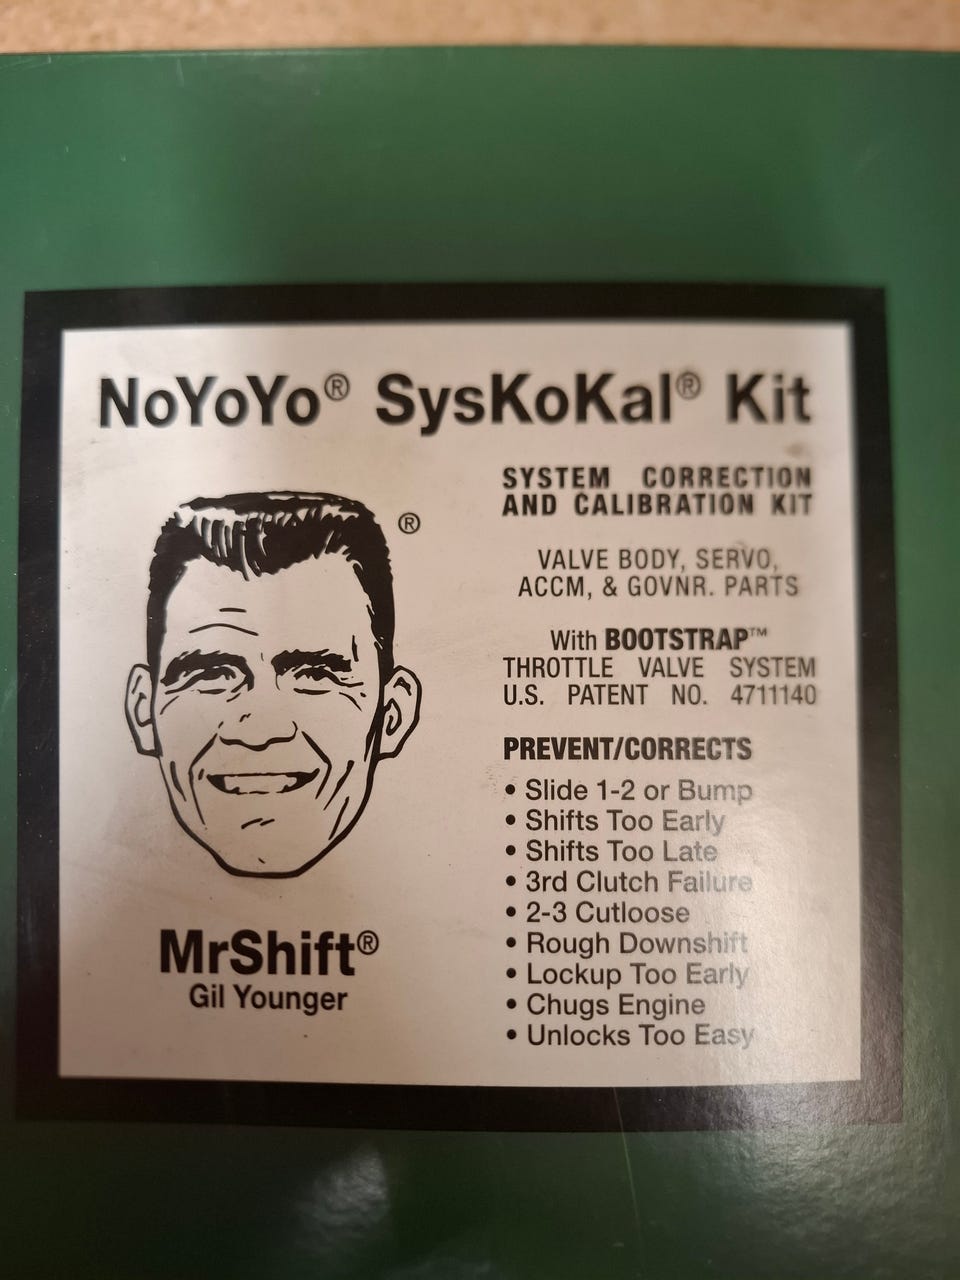 NoYoYo® SysKoKal® Kit
®
MrShift®
Gil Younger
SYSTEM CORRECTION
AND CALIBRATION KIT
VALVE BODY, SERVO,
ACCM, & GOVNR. PARTS
With BOOTSTRAP™
THROTTLE VALVE SYSTEM
U.S. PATENT NO. 4711140
PREVENT/CORRECTS
• Slide 1-2 or Bump
• Shifts Too Early
• Shifts Too Late
• 3rd Clutch Failure
• 2-3 Cutloose
• Rough Downshift
• Lockup Too Early
• Chugs Engine
• Unlocks Too Easy